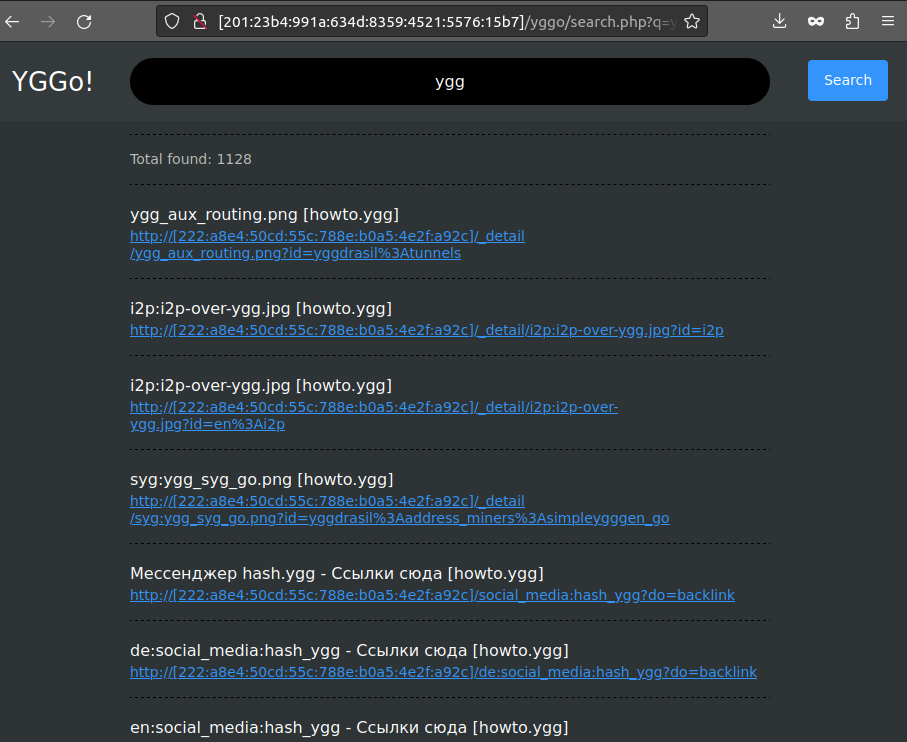 [201:23b4:991a:634d:8359:4521:5576:15b7]/yggo/search.php?q=y
YGGo!
ygg
Search
Total found: 1128
ygg_aux_routing.png [howto.ygg]
http://[222:a8e4:50cd:55c:788e:b0a5:4e2f:a92c]/_detail
/ygg_aux_routing.png?id=yggdrasil%3Atunnels
i2p:i2p-over-ygg.jpg [howto.ygg]
http://[222:a8e4:50cd:55c:788e:b0a5:4e2f:a92c]/_detail/i2p:i2p-over-ygg.jpg?id=i2p
i2p:i2p-over-ygg.jpg [howto.ygg]
http://[222:a8e4:50cd:55c:788e:b0a5:4e2f:a92c]/_detail/i2p:i2p-over-
ygg.jpg?id=en%3Ai2p
syg:ygg_syg_go.png [howto.ygg]
http://[222:a8e4:50cd:55c:788e:b0a5:4e2f:a92c]/_detail
/syg:ygg_syg_go.png?id=yggdrasil%3Aaddress_miners%3Asimpleygggen_go
Мессенджер hash.ygg - Ссылки сюда [howto.ygg]
http://[222:a8e4:50cd:55c:788e:b0a5:4e2f:a92c]/social_media:hash_ygg?do=backlink
de:social_media:hash_ygg - Ссылки сюда [howto.ygg]
http://[222:a8e4:50cd:55c:788e:b0a5:4e2f:a92c]/de:social_media:hash_ygg?do=backlink
en:social_media:hash_ygg - Ссылки сюда [howto.ygg]